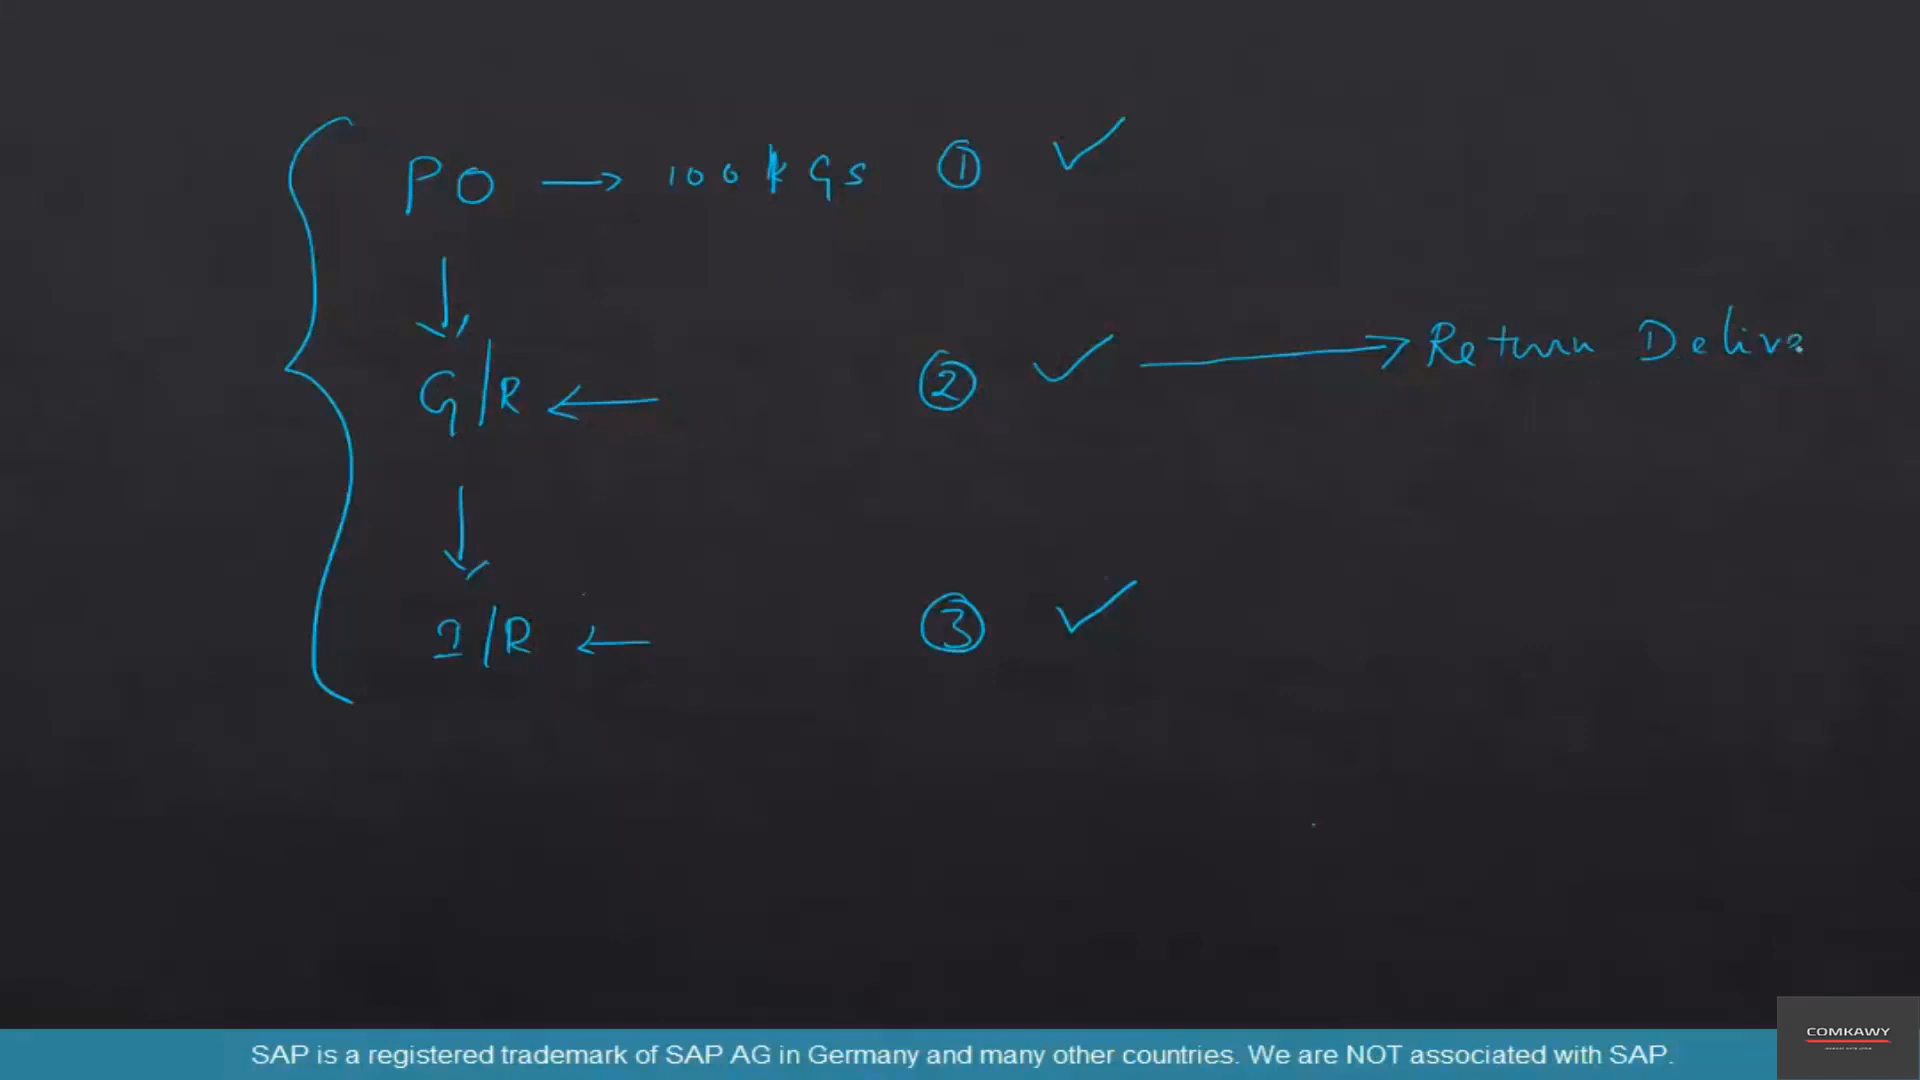 PO → 100 KGs ① ✓
↓
G/R ← ② ✓ → Return Delive
↓
I/R ← ③ ✓
SAP is a registered trademark of SAP AG in Germany and many other countries. We are NOT associated with SAP.
COMKAWY